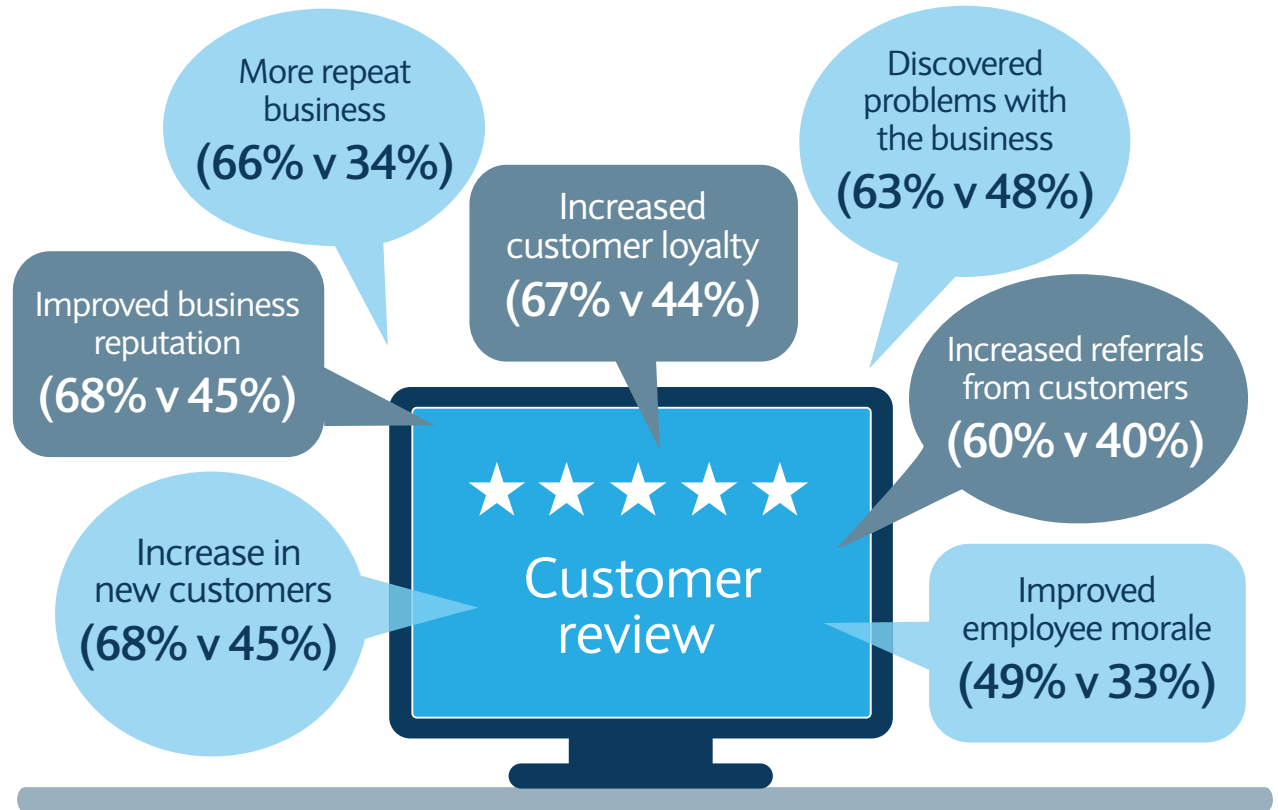 More repeat
business
(66% v 34%)
Discovered
problems with
the business
(63% v 48%)
Increased
customer loyalty
(67% v 44%)
Improved business
reputation
(68% v 45%)
Increased referrals
from customers
(60% v 40%)
Increase in
new customers
(68% v 45%)
Customer
review
Improved
employee morale
(49% v 33%)